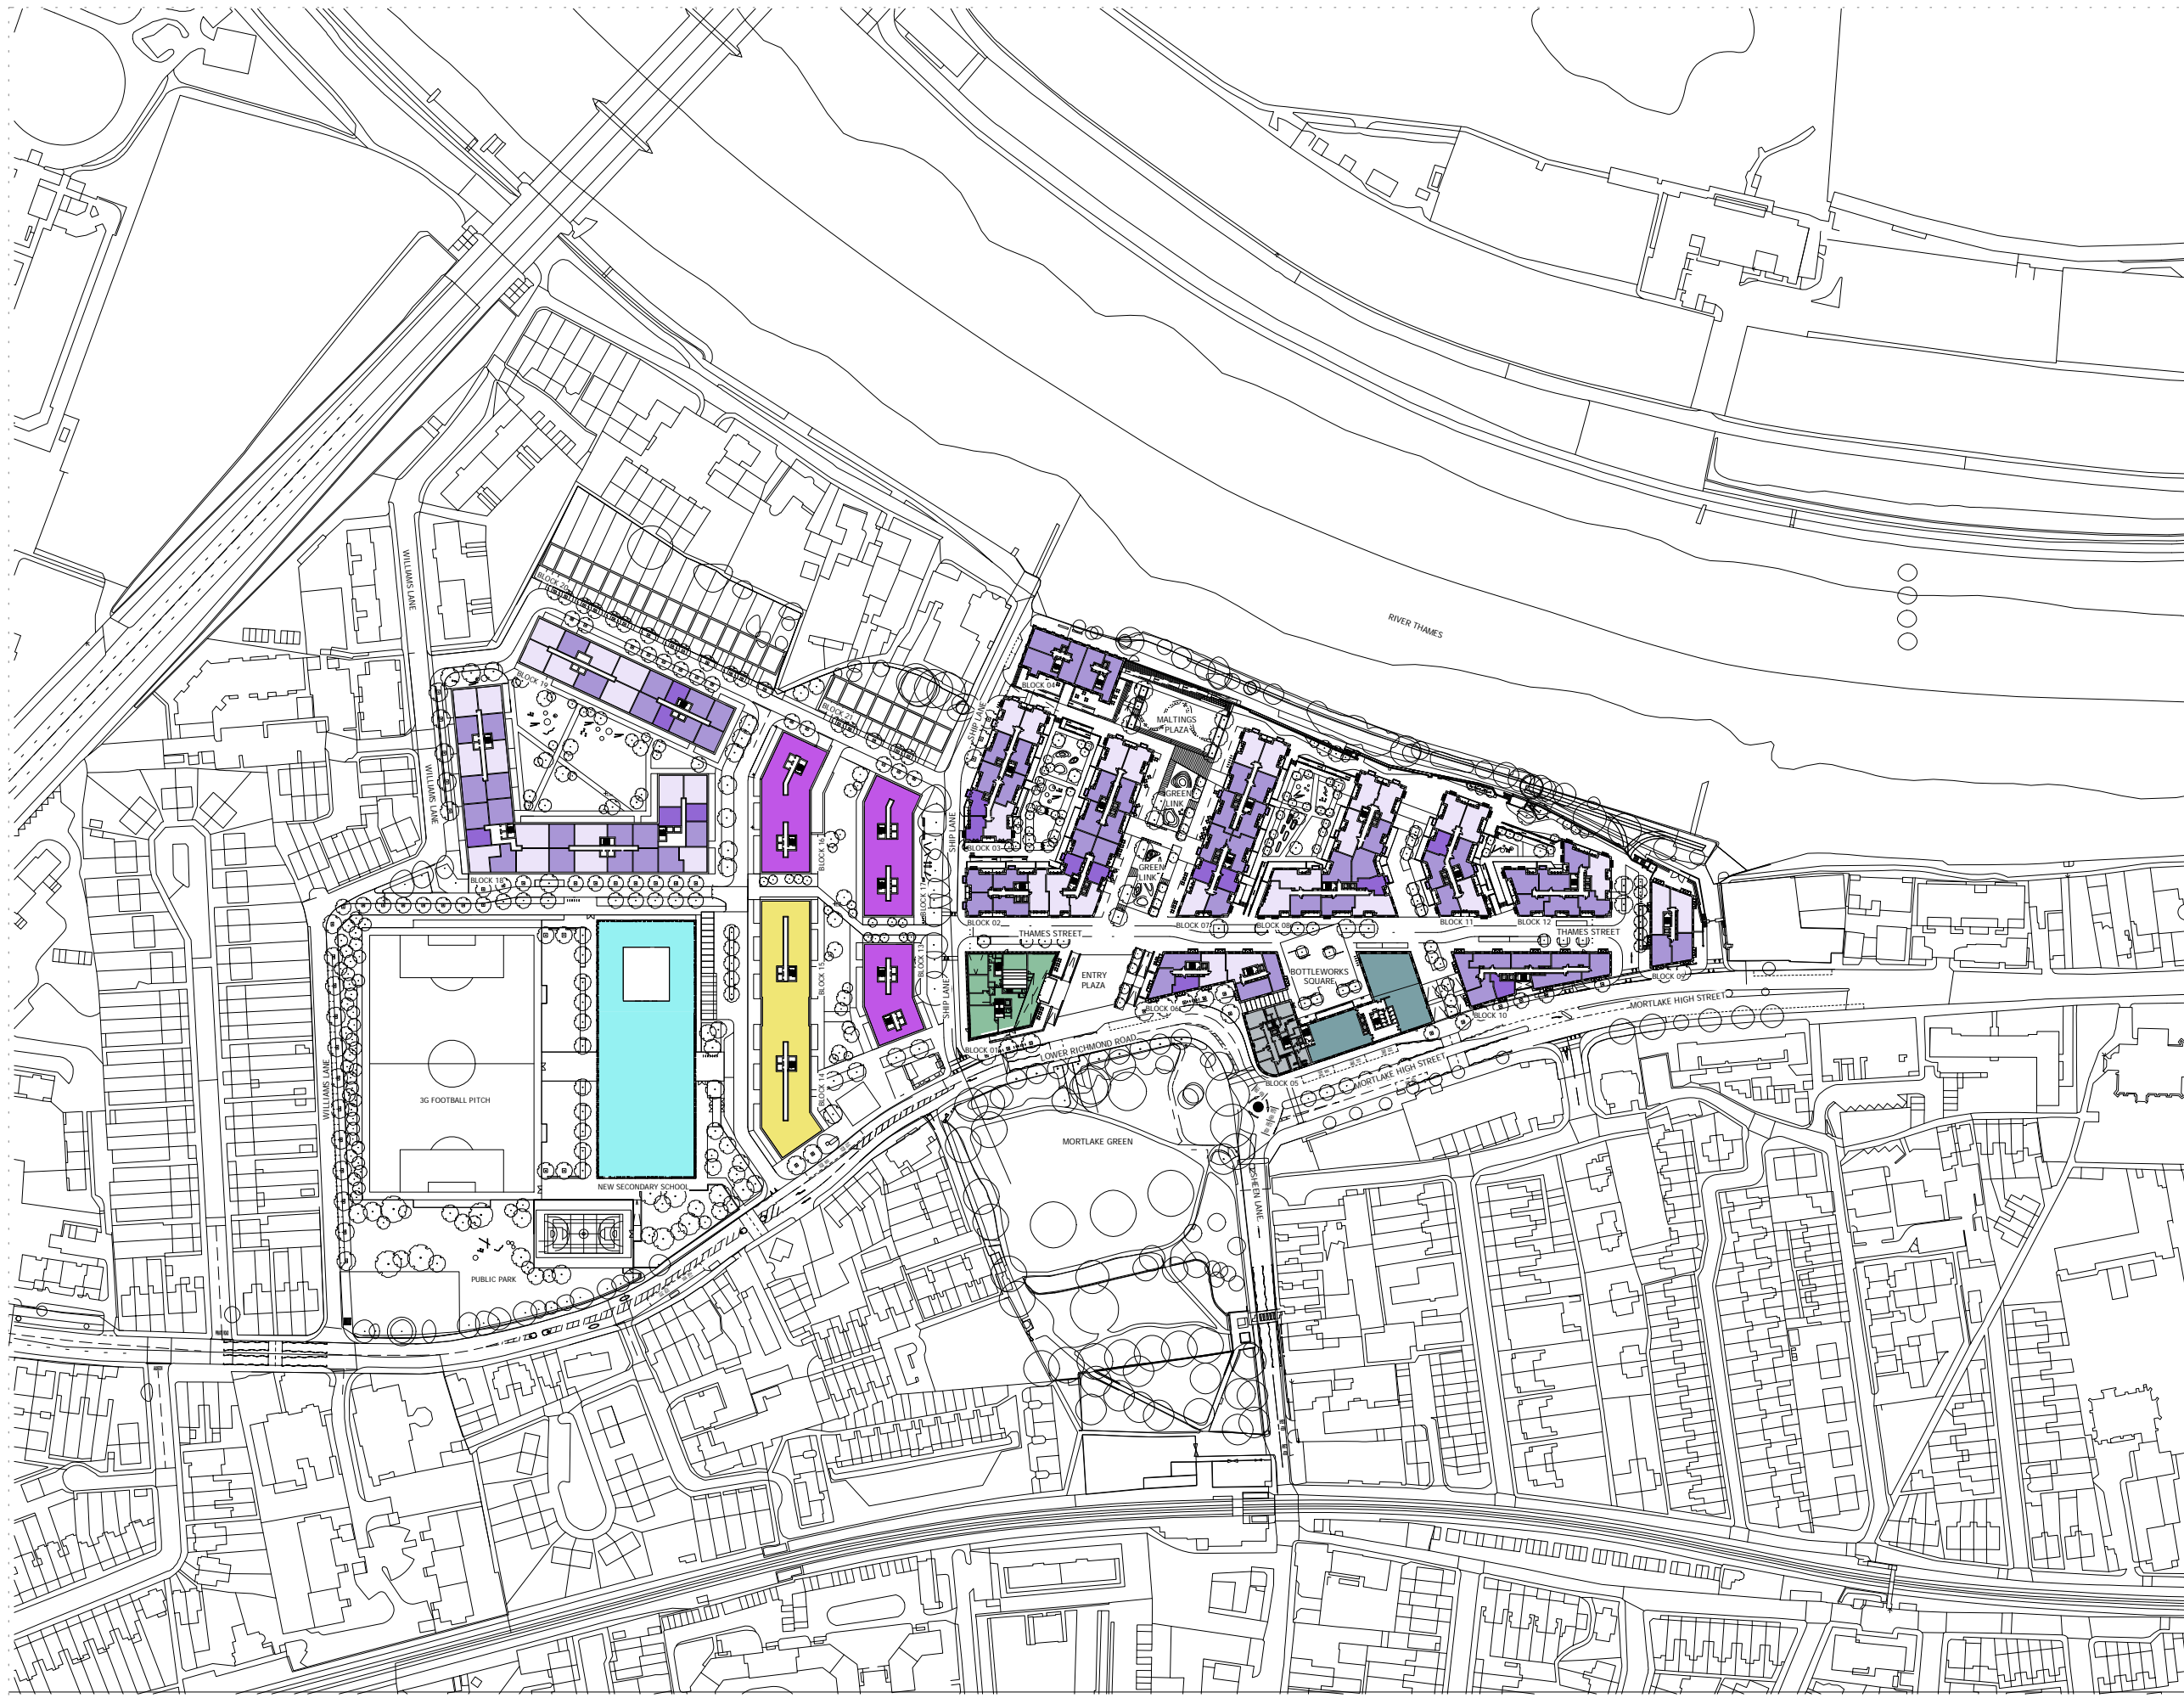 RIVER THAMES
WILLIAMS LANE
BLOCK 20
BLOCK 19
BLOCK 04
BLOCK 21
SHIP LANE
MALTINGS
PLAZA
WILLIAMS LANE
GREEN
LINK
BLOCK 16
SHIP LANE
BLOCK 03
GREEN
LINK
BLOCK 18
BLOCK 17
BLOCK 02
BLOCK 07
BLOCK 08
BLOCK 11
BLOCK 12
THAMES STREET
THAMES STREET
BLOCK 15
BLOCK 13
SHIP LANE
ENTRY
PLAZA
BOTTLEWORKS
SQUARE
BLOCK 09
BLOCK 06
MORTLAKE HIGH STREET
BLOCK 10
BLOCK 01
LOWER RICHMOND ROAD
MORTLAKE HIGH STREET
BLOCK 05
WILLIAMS LANE
3G FOOTBALL PITCH
BLOCK 14
MORTLAKE GREEN
SHEEN LANE
NEW SECONDARY SCHOOL
PUBLIC PARK